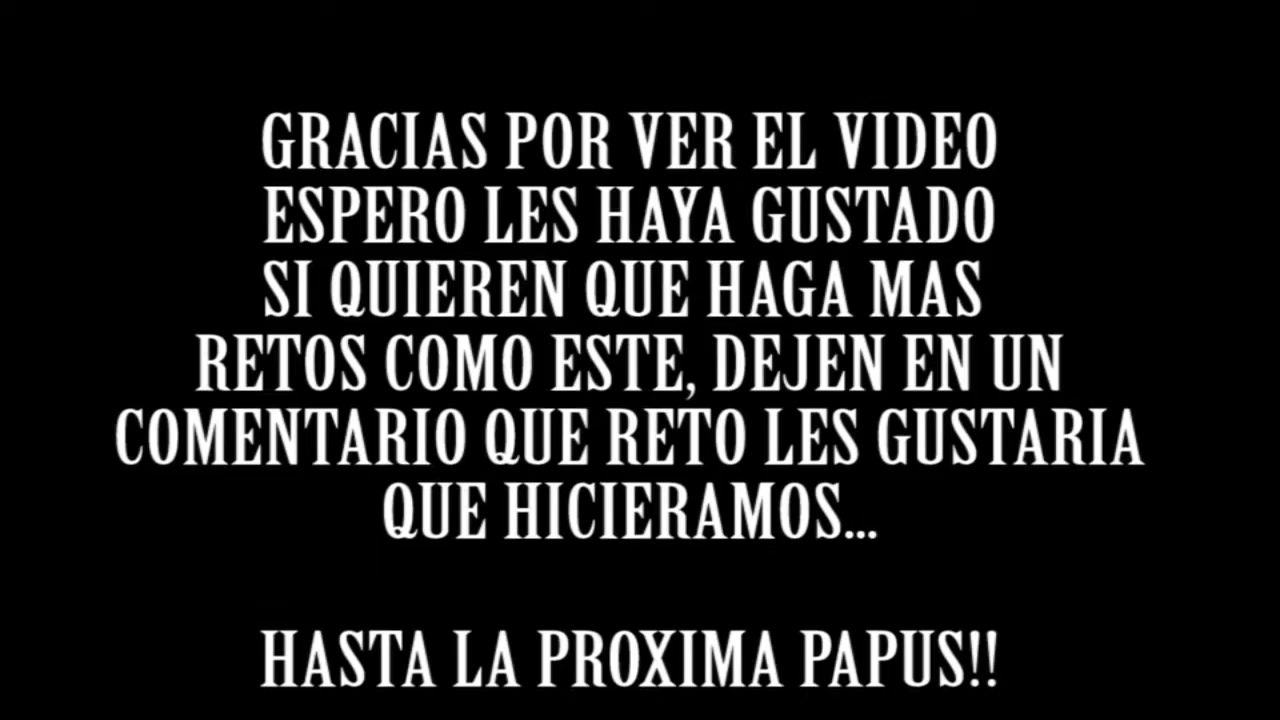 GRACIAS POR VER EL VIDEO
ESPERO LES HAYA GUSTADO
SI QUIEREN QUE HAGA MAS
RETOS COMO ESTE, DEJEN EN UN
COMENTARIO QUE RETO LES GUSTARIA
QUE HICIERAMOS...
HASTA LA PROXIMA PAPUS!!